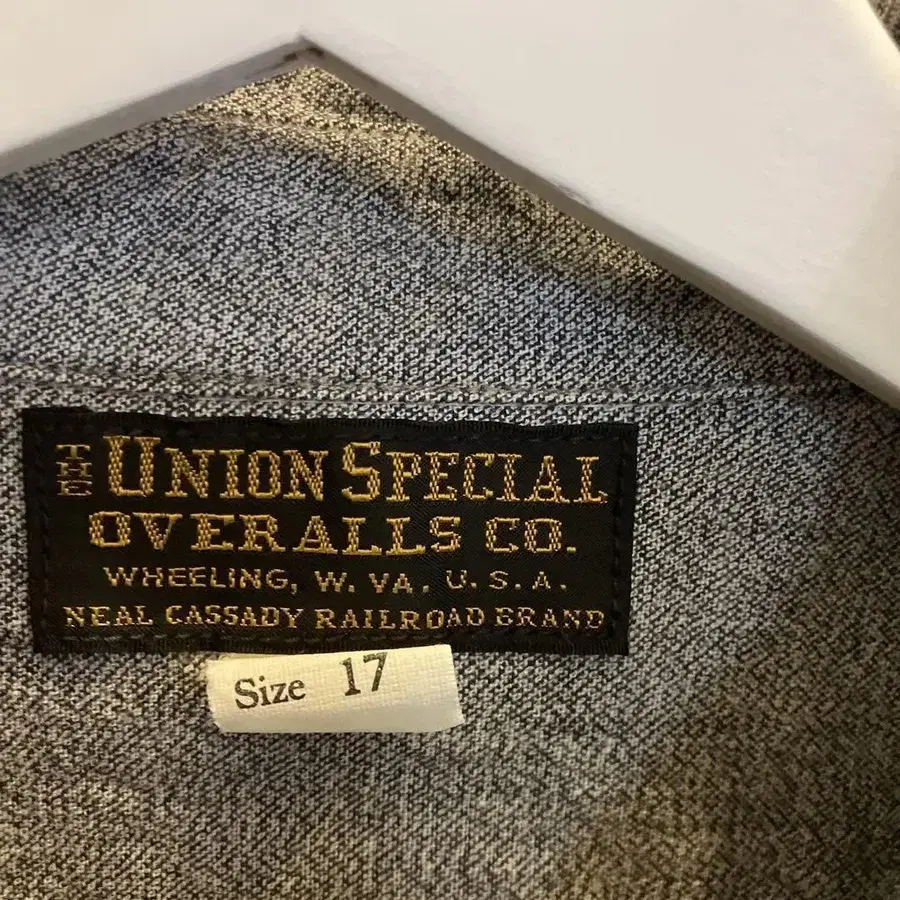 THE UNION SPECIAL
OVERALLS CO.
WHEELING, W. VA. U.S.A.
NEAL CASSADY RAILROAD BRAND
Size 17